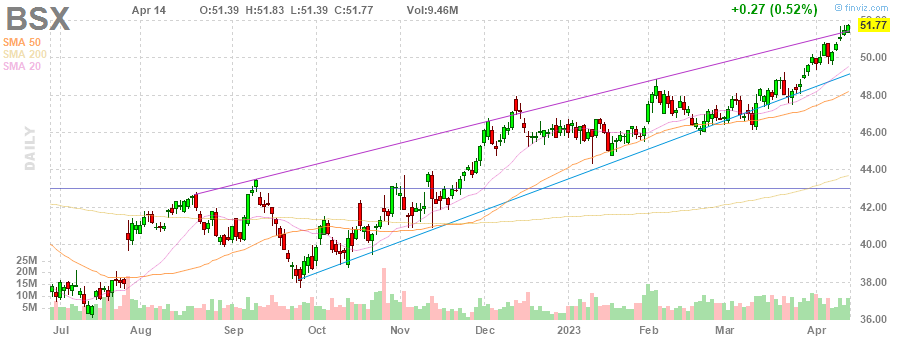 BSX
Apr 14 O:51.39 H:51.83 L:51.39 C:51.77 Vol:9.46M +0.27 (0.52%) © finviz.com
SMA 50
SMA 200
SMA 20
DAILY
51.77
50.00
48.00
46.00
44.00
42.00
40.00
38.00
36.00
25M
20M
15M
10M
5M
Jul Aug Sep Oct Nov Dec 2023 Feb Mar Apr